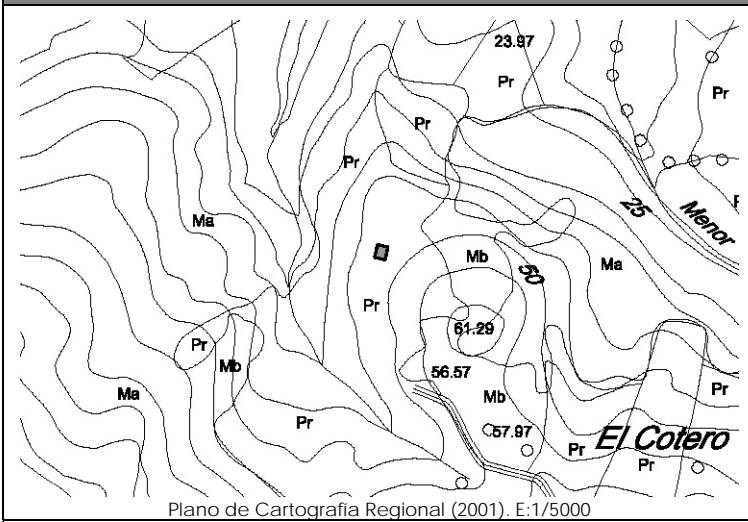 23.97
Pr
Pr
Pr
Pr
Ma
25
Menor
Mb
50
Ma
Pr
61.29
Pr
Mb
56.57
Ma
Mb
Pr
Pr
57.97
Pr
El Cotero
Pr
Plano de Cartografía Regional (2001). E:1/5000